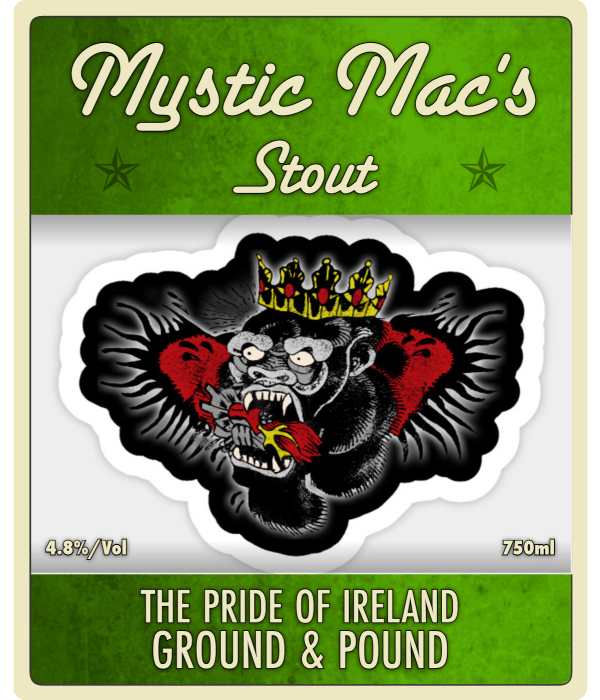 Mystic Mac's
Stout
4.8%/Vol
750ml
THE PRIDE OF IRELAND
GROUND & POUND